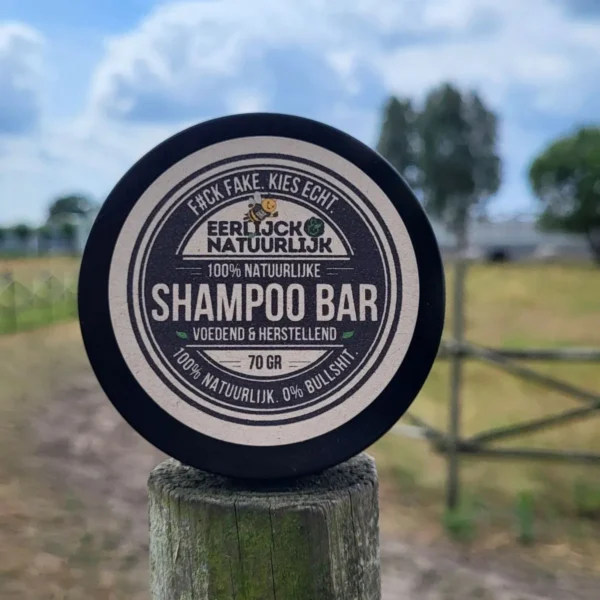 F#CK FAKE. KIES ECHT.
EERLIJCK
NATUURLIJK
100% NATUURLIJKE
SHAMPOO BAR
VOEDEND & HERSTELLEND
70 GR
100% NATUURLIJK. 0% BULLSHIT.